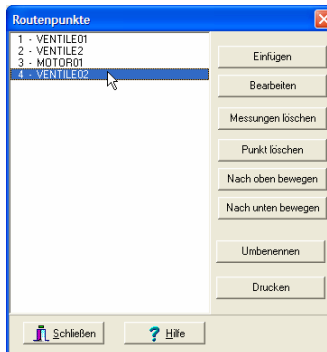 Routenpunkte
1 - VENTILE01
2 - VENTILE2
3 - MOTOR01
4 - VENTILE02
Einfügen
Bearbeiten
Messungen löschen
Punkt löschen
Nach oben bewegen
Nach unten bewegen
Umbenennen
Drucken
Schließen
Hilfe